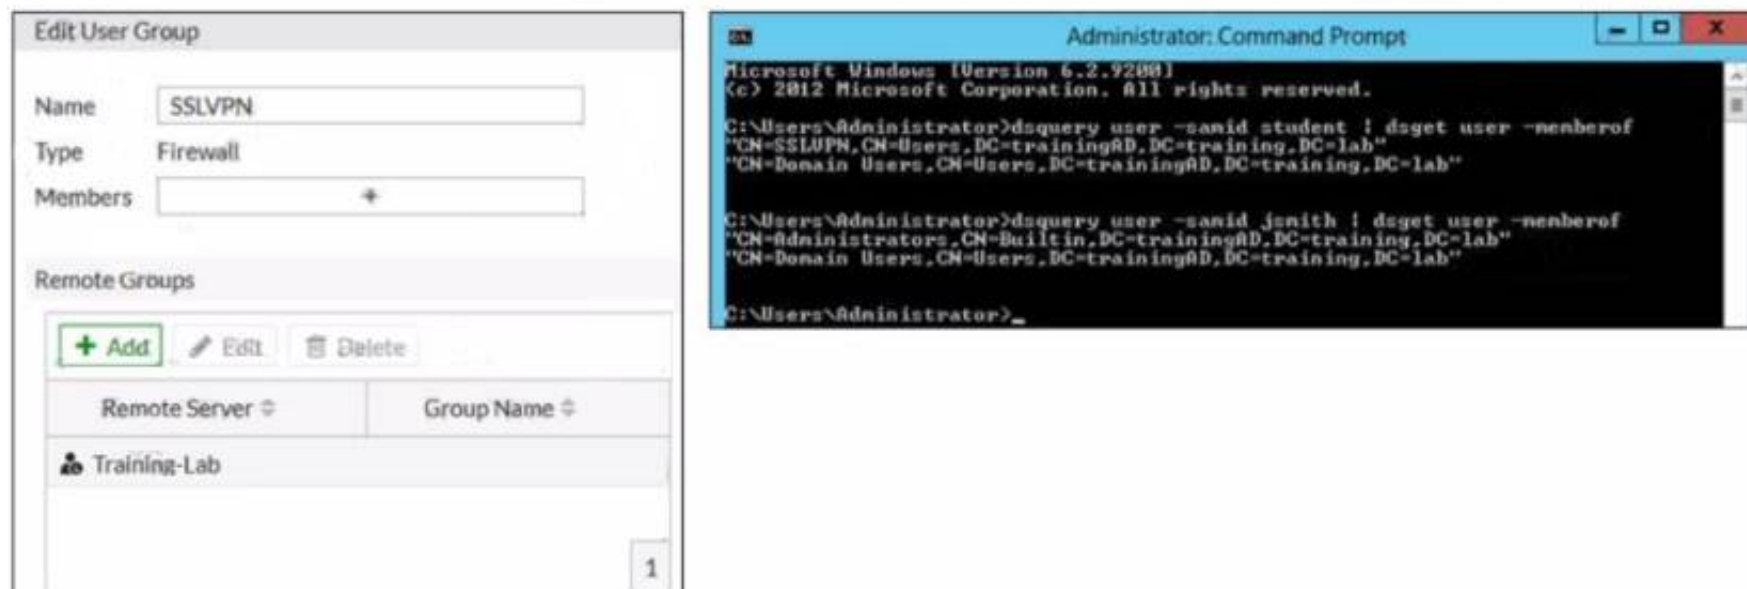 Edit User Group
Name SSLVPN
Type Firewall
Members +
Remote Groups
+ Add Edit Delete
Remote Server Group Name
Training-Lab
1
Administrator: Command Prompt
Microsoft Windows [Version 6.2.9200]
(c) 2012 Microsoft Corporation. All rights reserved.
C:\Users\Administrator>dsquery user -samid student | dsget user -memberof
"CN=SSLVPN,CN=Users,DC=trainingAD,DC=training,DC=lab"
"CN=Domain Users,CN=Users,DC=trainingAD,DC=training,DC=lab"
C:\Users\Administrator>dsquery user -samid jsmith | dsget user -memberof
"CN=Administrators,CN=Builtin,DC=trainingAD,DC=training,DC=lab"
"CN=Domain Users,CN=Users,DC=trainingAD,DC=training,DC=lab"
C:\Users\Administrator>_